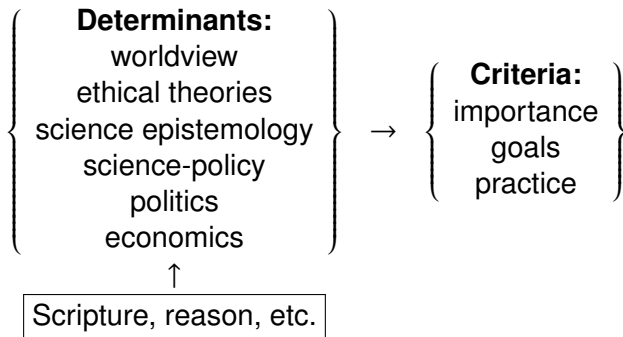 Determinants:
worldview
ethical theories
science epistemology
science-policy
politics
economics
→
Criteria:
importance
goals
practice
↑
Scripture, reason, etc.